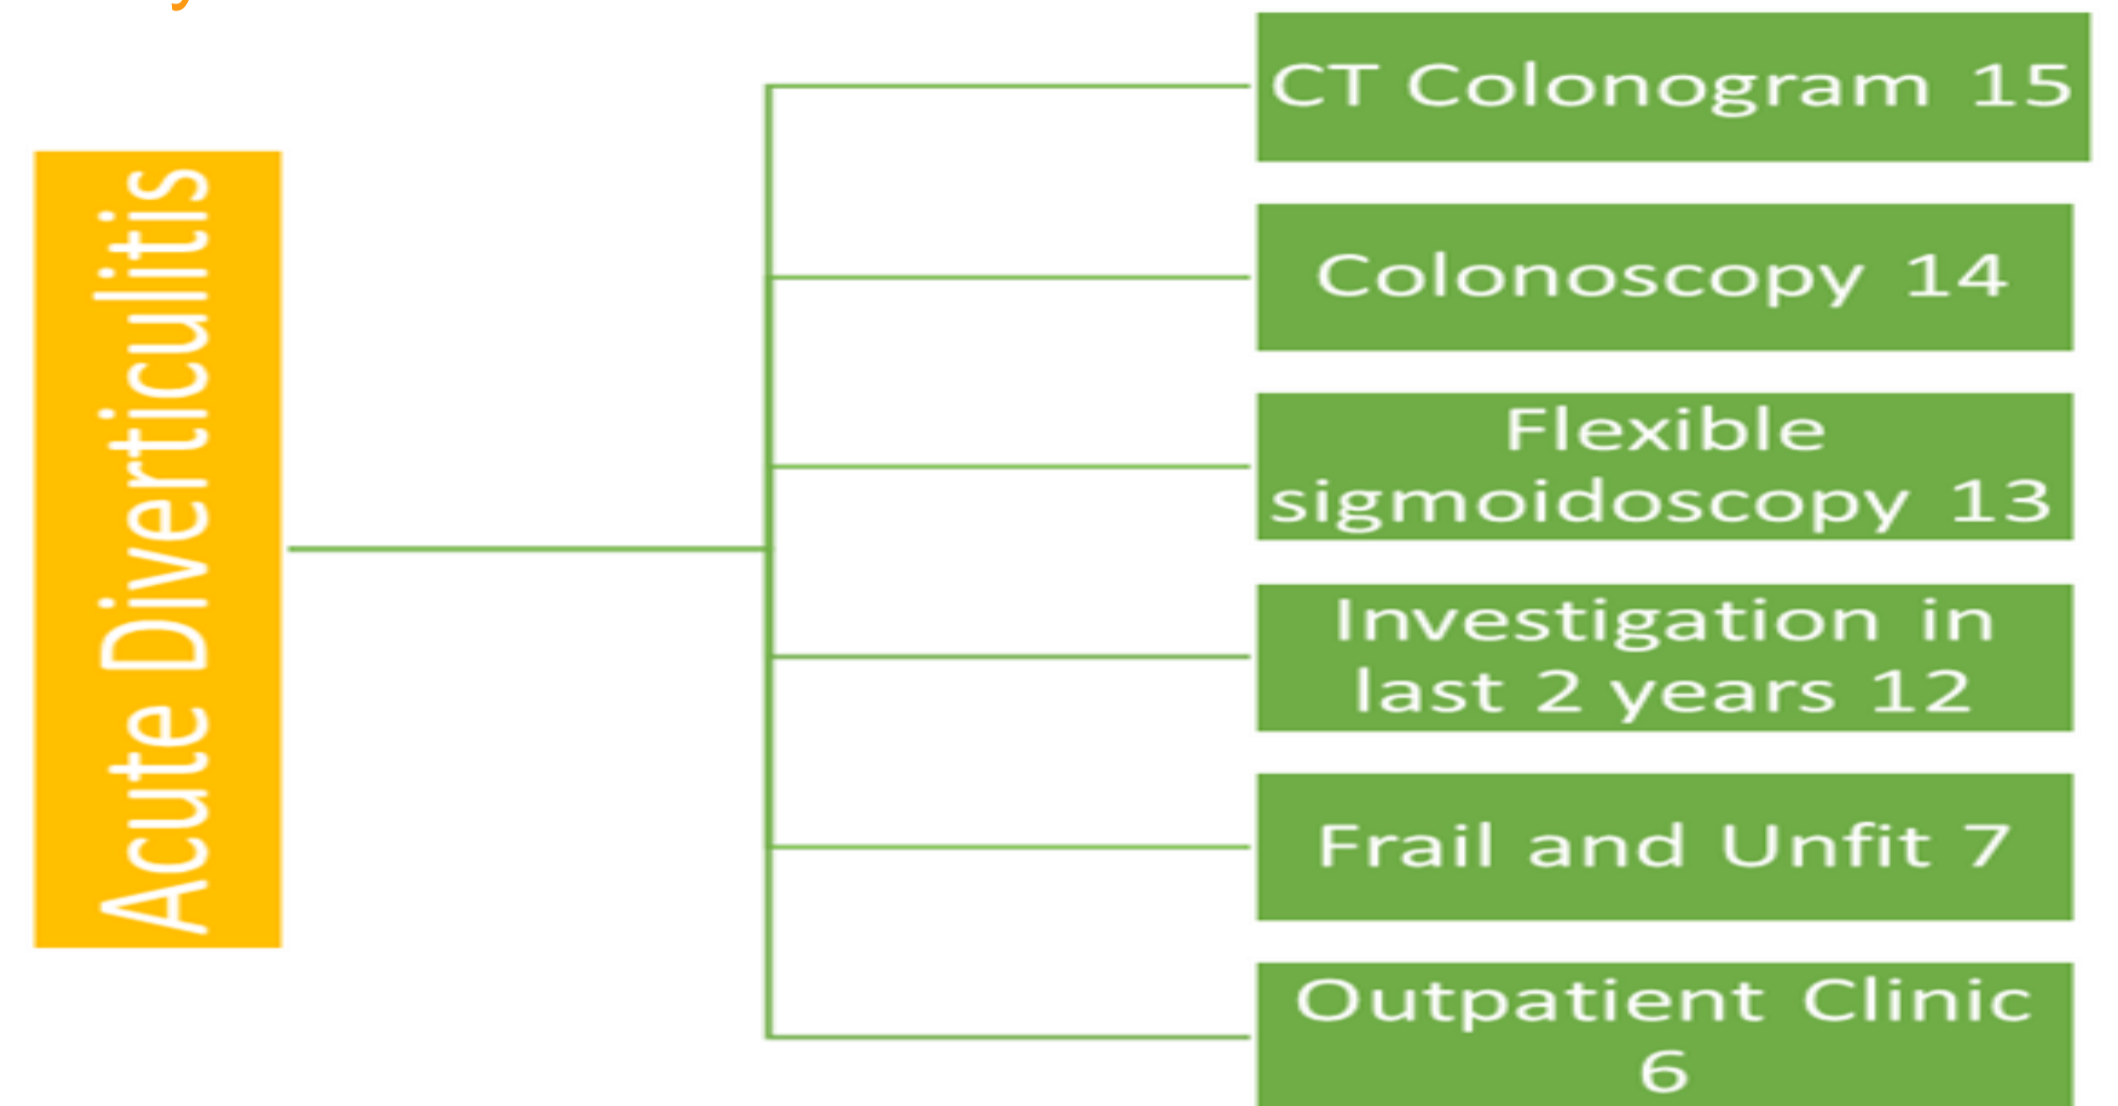 Acute Diverticulitis
CT Colonogram 15
Colonoscopy 14
Flexible
sigmoidoscopy 13
Investigation in
last 2 years 12
Frail and Unfit 7
Outpatient Clinic
6